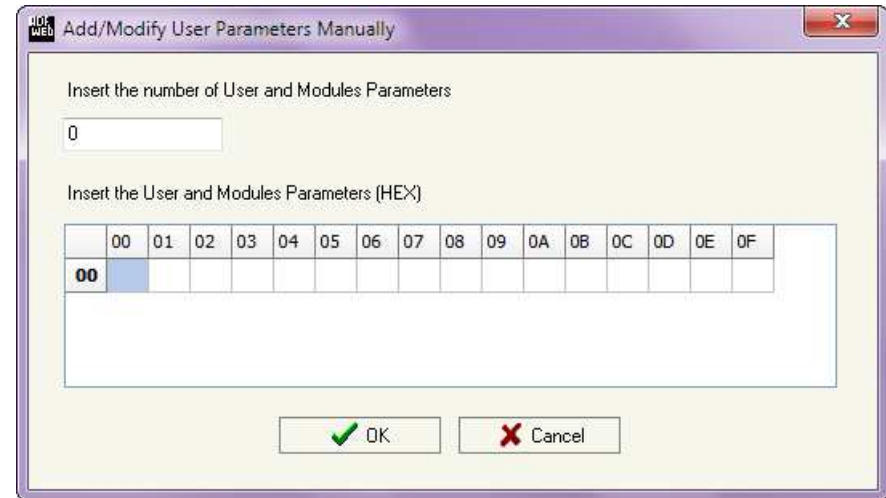 ADF
WEB
Add/Modify User Parameters Manually
x
Insert the number of User and Modules Parameters
0
Insert the User and Modules Parameters (HEX)
00 01 02 03 04 05 06 07 08 09 0A 0B 0C 0D 0E 0F
00
OK Cancel